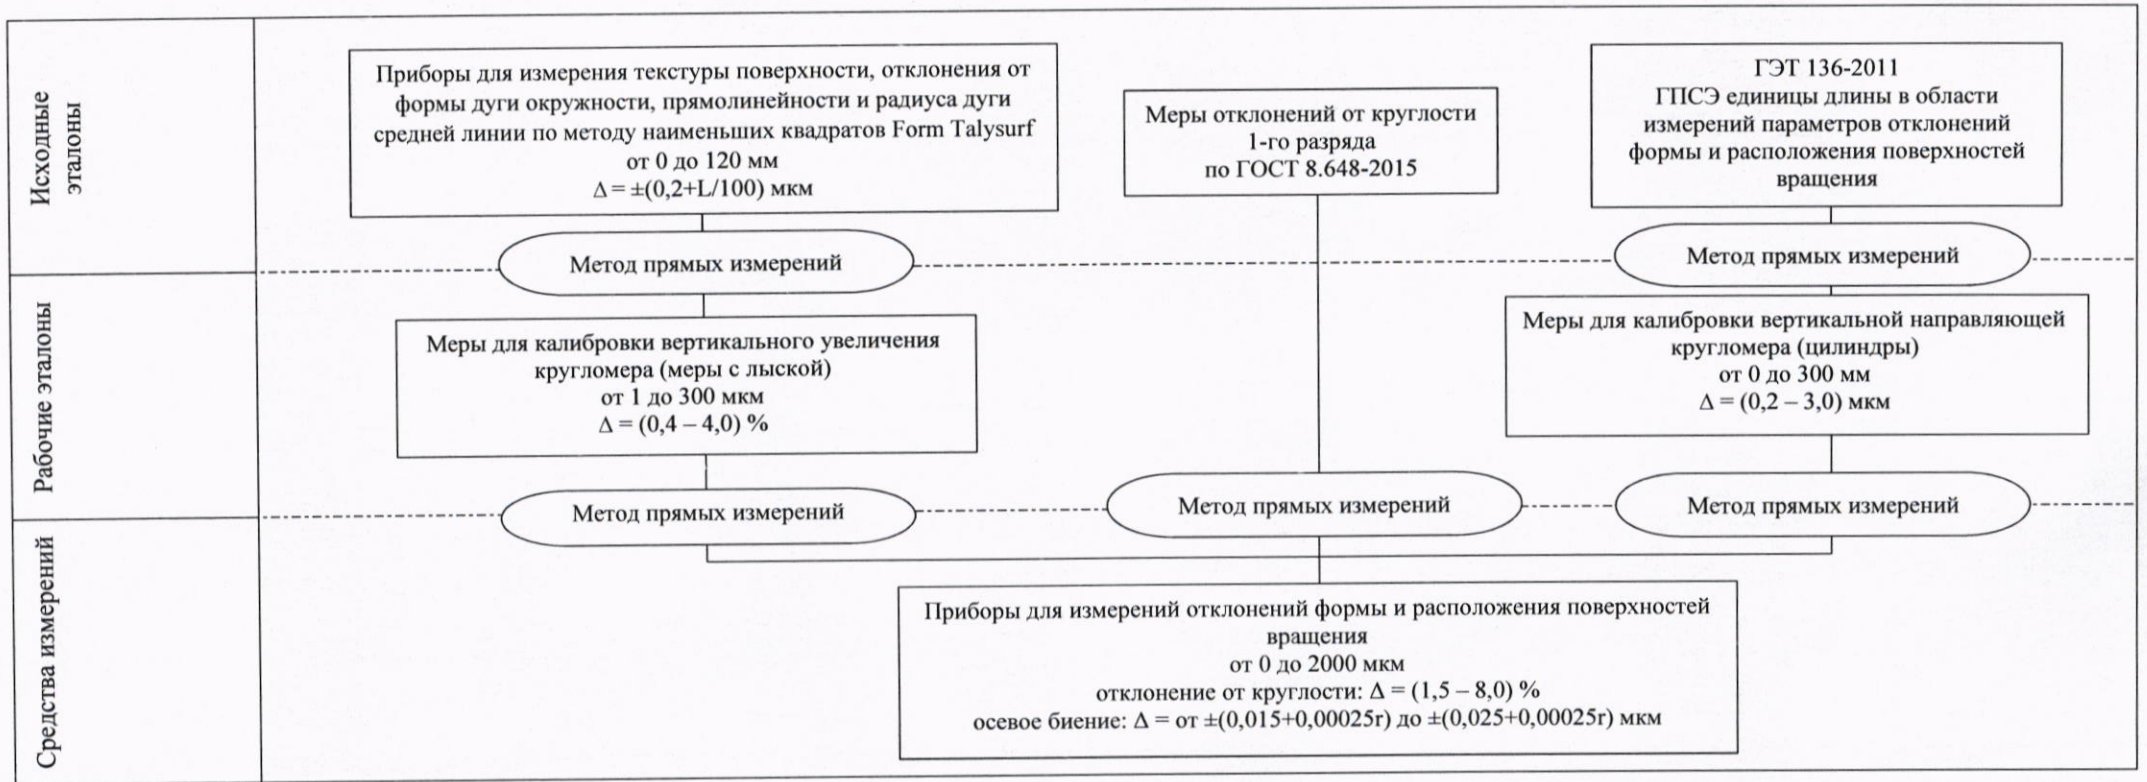 Исходные
эталоны
Приборы для измерения текстуры поверхности, отклонения от
формы дуги окружности, прямолинейности и радиуса дуги
средней линии по методу наименьших квадратов Form Talysurf
от 0 до 120 мм
Δ = ±(0,2+L/100) мкм
Меры отклонений от круглости
1-го разряда
по ГОСТ 8.648-2015
ГЭТ 136-2011
ГПСЭ единицы длины в области
измерений параметров отклонений
формы и расположения поверхностей
вращения
Метод прямых измерений
Метод прямых измерений
Рабочие эталоны
Меры для калибровки вертикального увеличения
кругломера (меры с лыской)
от 1 до 300 мкм
Δ = (0,4 – 4,0) %
Меры для калибровки вертикальной направляющей
кругломера (цилиндры)
от 0 до 300 мм
Δ = (0,2 – 3,0) мкм
Метод прямых измерений
Метод прямых измерений
Метод прямых измерений
Средства измерений
Приборы для измерений отклонений формы и расположения поверхностей
вращения
от 0 до 2000 мкм
отклонение от круглости: Δ = (1,5 – 8,0) %
осевое биение: Δ = от ±(0,015+0,00025r) до ±(0,025+0,00025r) мкм